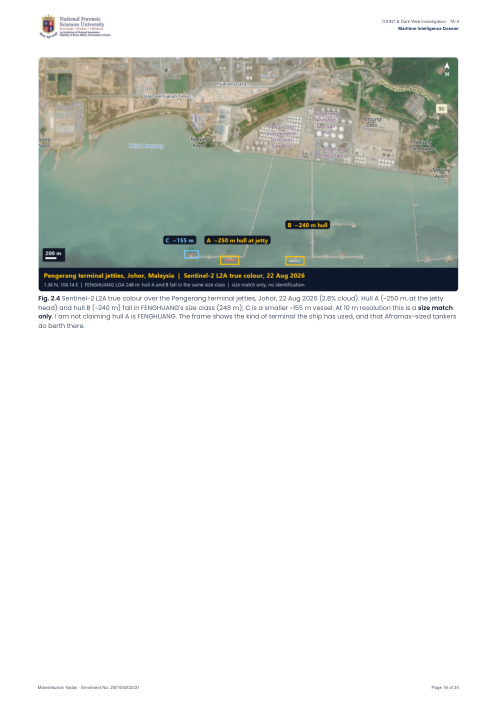 National Forensic
Sciences University
OSINT & Dark Web Investigation · TA-II
Maritime Intelligence Dossier
N
90
Teluk Ampang
Tanjung
Ayam
C ~155 m
A ~250 m hull at jetty
B ~240 m hull
200 m
Pengerang terminal jetties, Johor, Malaysia | Sentinel-2 L2A true colour, 22 Aug 2026
1.36 N, 104.14 E | FENGHUANG LOA 248 m: hull A and B fall in the same size class | size match only, no identification
Fig. 2.4 Sentinel-2 L2A true colour over the Pengerang terminal jetties, Johor, 22 Aug 2026 (2.8% cloud). Hull A (~250 m, at the jetty
head) and hull B (~240 m) fall in FENGHUANG's size class (248 m); C is a smaller ~155 m vessel. At 10 m resolution this is a size match
only. I am not claiming hull A is FENGHUANG. The frame shows the kind of terminal the ship has used, and that Aframax-sized tankers
do berth there.
Page 16 of 24